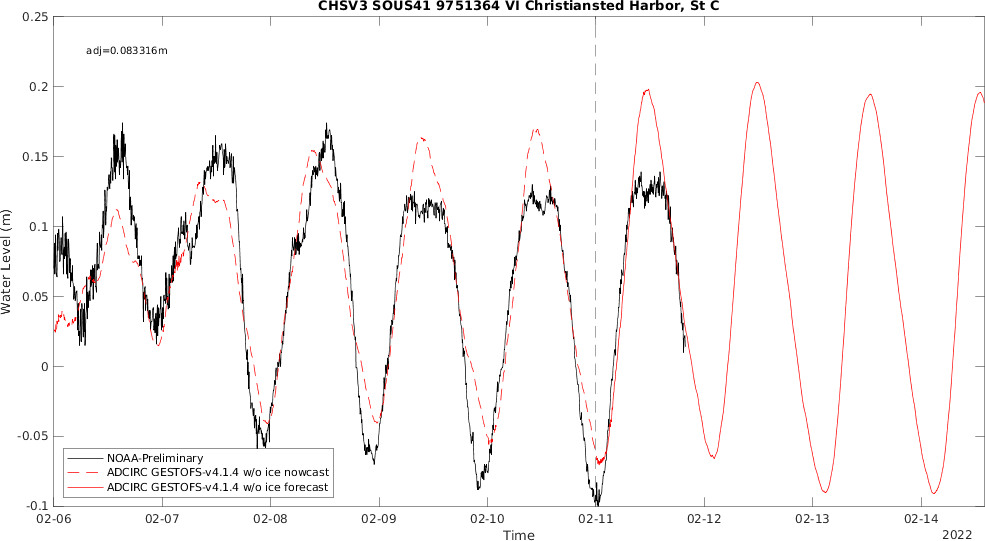 CHSV3 SOUS41 9751364 VI Christiansted Harbor, St C
adj=0.083316m
Water Level (m)
0.25
0.2
0.15
0.1
0.05
0
-0.05
-0.1
NOAA-Preliminary
ADCIRC GESTOFS-v4.1.4 w/o ice nowcast
ADCIRC GESTOFS-v4.1.4 w/o ice forecast
02-06 02-07 02-08 02-09 02-10 02-11 02-12 02-13 02-14
Time
2022